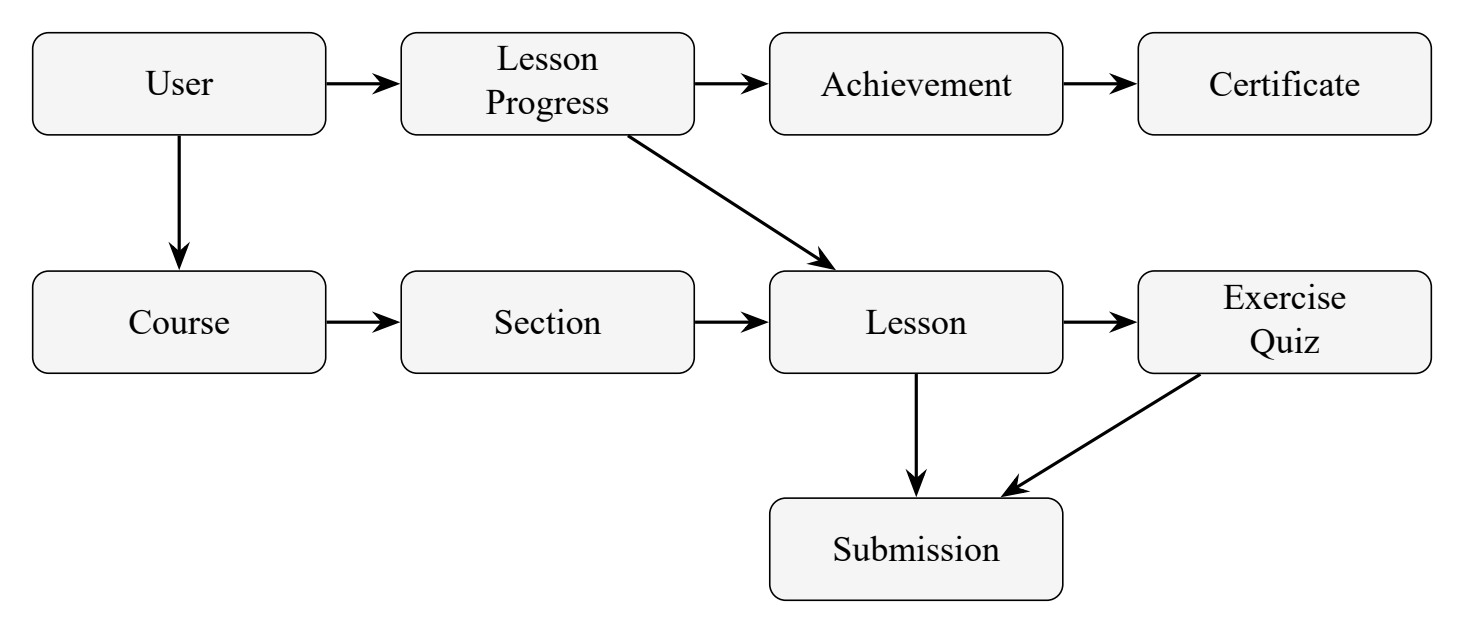 User
Lesson
Progress
Achievement
Certificate
Course
Section
Lesson
Exercise
Quiz
Submission